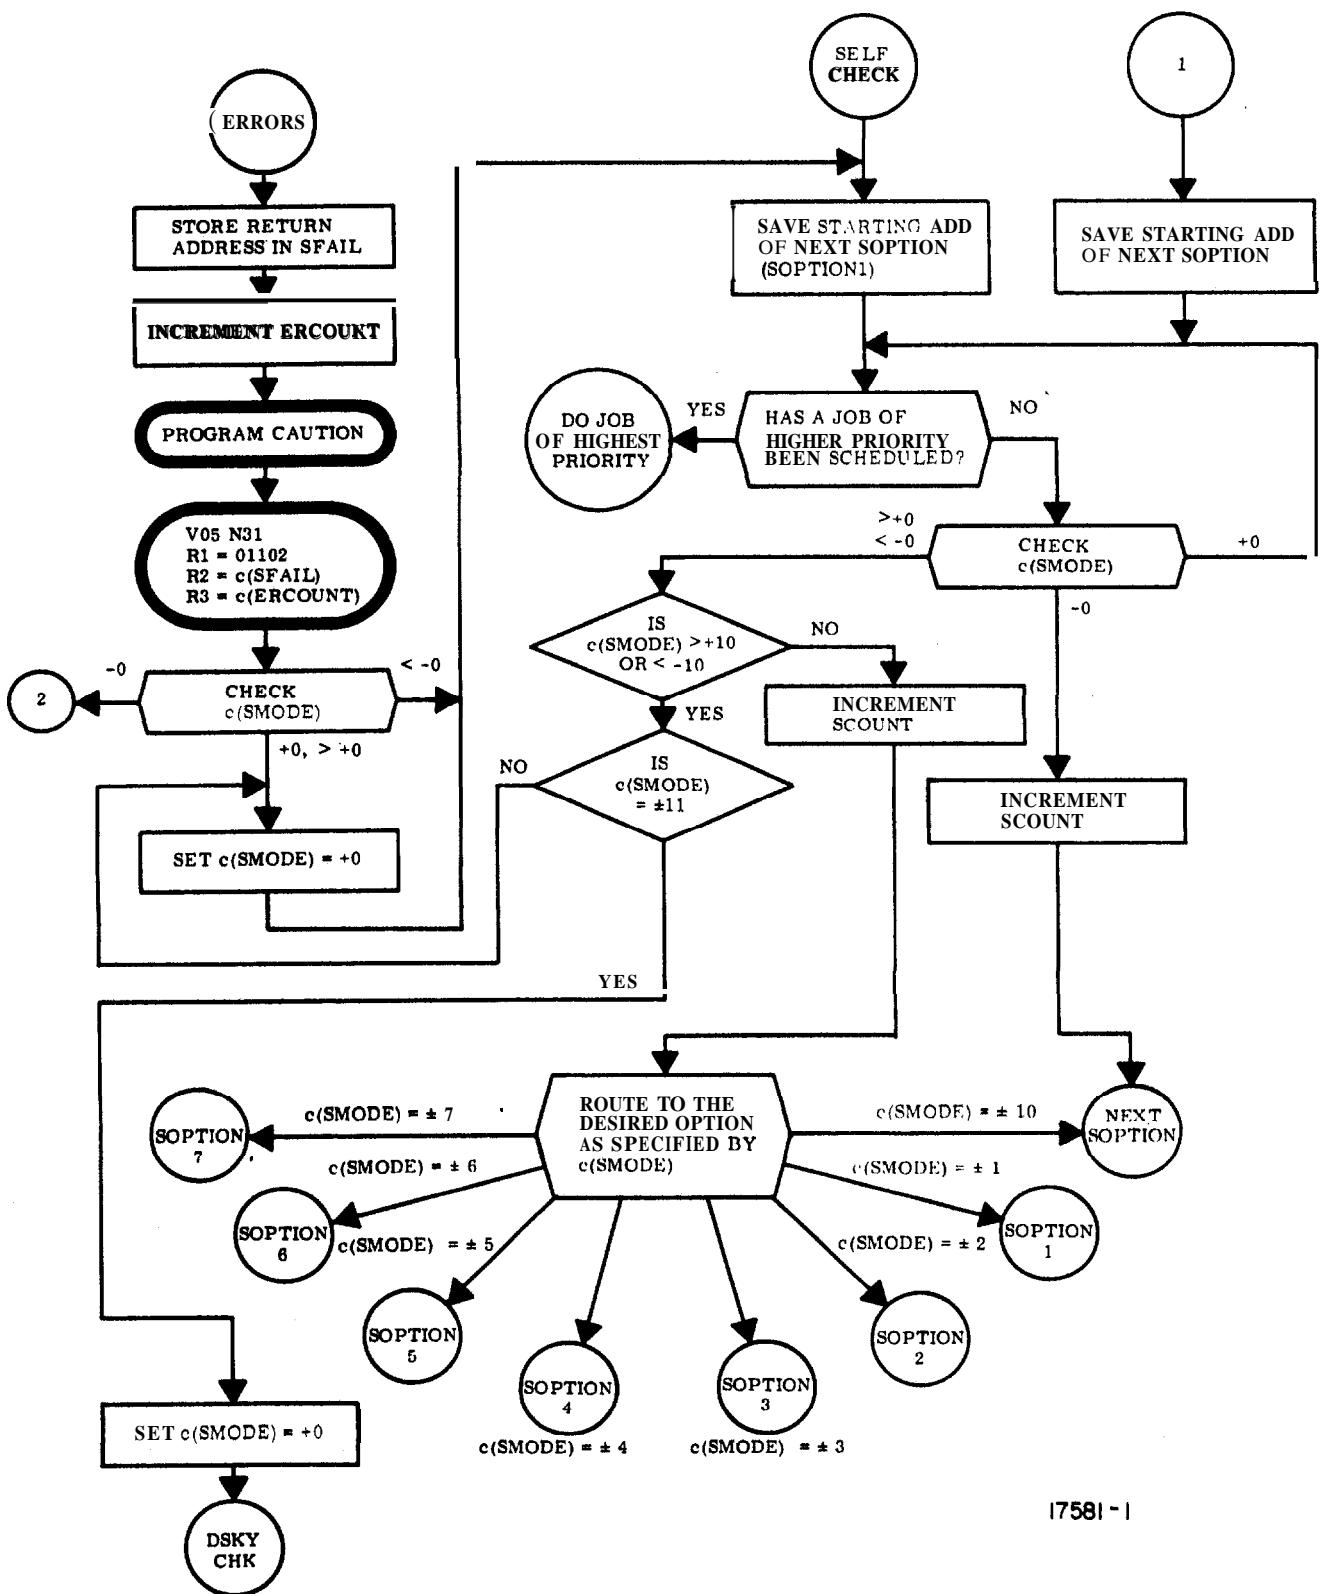 ERRORS
STORE RETURN
ADDRESS IN SFAIL
INCREMENT ERCOUKT
PROGRAM CAUTION
V05 N31
R1 = 01102
R2 = c(SFAIL)
R3 = c(ERCOUNT)
-0
< -0
CHECK
c(SMODE)
2
+0, > +0
SET c(SMODE) = +0
SELF
CHECK
1
SAVE STARTING ADD
OF NEXT SOPTION
(SOPTION1)
SAVE STARTING ADD
OF NEXT SOPTION
DO JOB
OF HIGHEST
PRIORITY
YES
HAS A JOB OF
HIGHER PRIORITY
BEEN SCHEDULED?
NO
>+0
< -0
CHECK
c(SMODE)
+0
-0
IS
c(SMODE) >+10
OR < -10
NO
INCREMENT
SCOUNT
YES
NO
IS
c(SMODE)
= ±11
INCREMENT
SCOUNT
YES
c(SMODE) = ± 7
ROUTE TO THE
DESIRED OPTION
AS SPECIFIED BY
c(SMODE)
c(SMODE) = ± 10
NEXT
SOPTION
SOPTION
7
c(SMODE) = ± 6
c(SMODE) = ± 1
SOPTION
6
c(SMODE) = ± 5
c(SMODE) = ± 2
SOPTION
1
SOPTION
5
SOPTION
2
SOPTION
4
SOPTION
3
c(SMODE) = ± 4
c(SMODE) = ± 3
SET c(SMODE) = +0
DSKY
CHK
17581-1